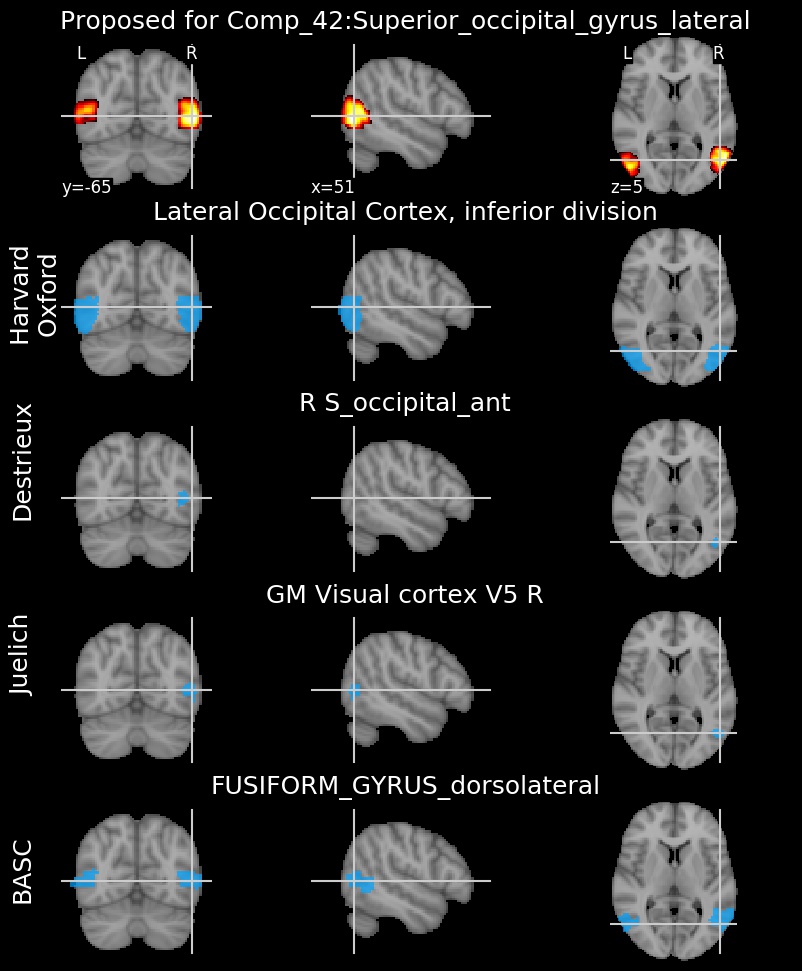 Proposed for Comp_42:Superior_occipital_gyrus_lateral
L R
L R
y=-65
x=51
z=5
Lateral Occipital Cortex, inferior division
Harvard
Oxford
R S_occipital_ant
Destrieux
GM Visual cortex V5 R
Juelich
FUSIFORM_GYRUS_dorsolateral
BASC